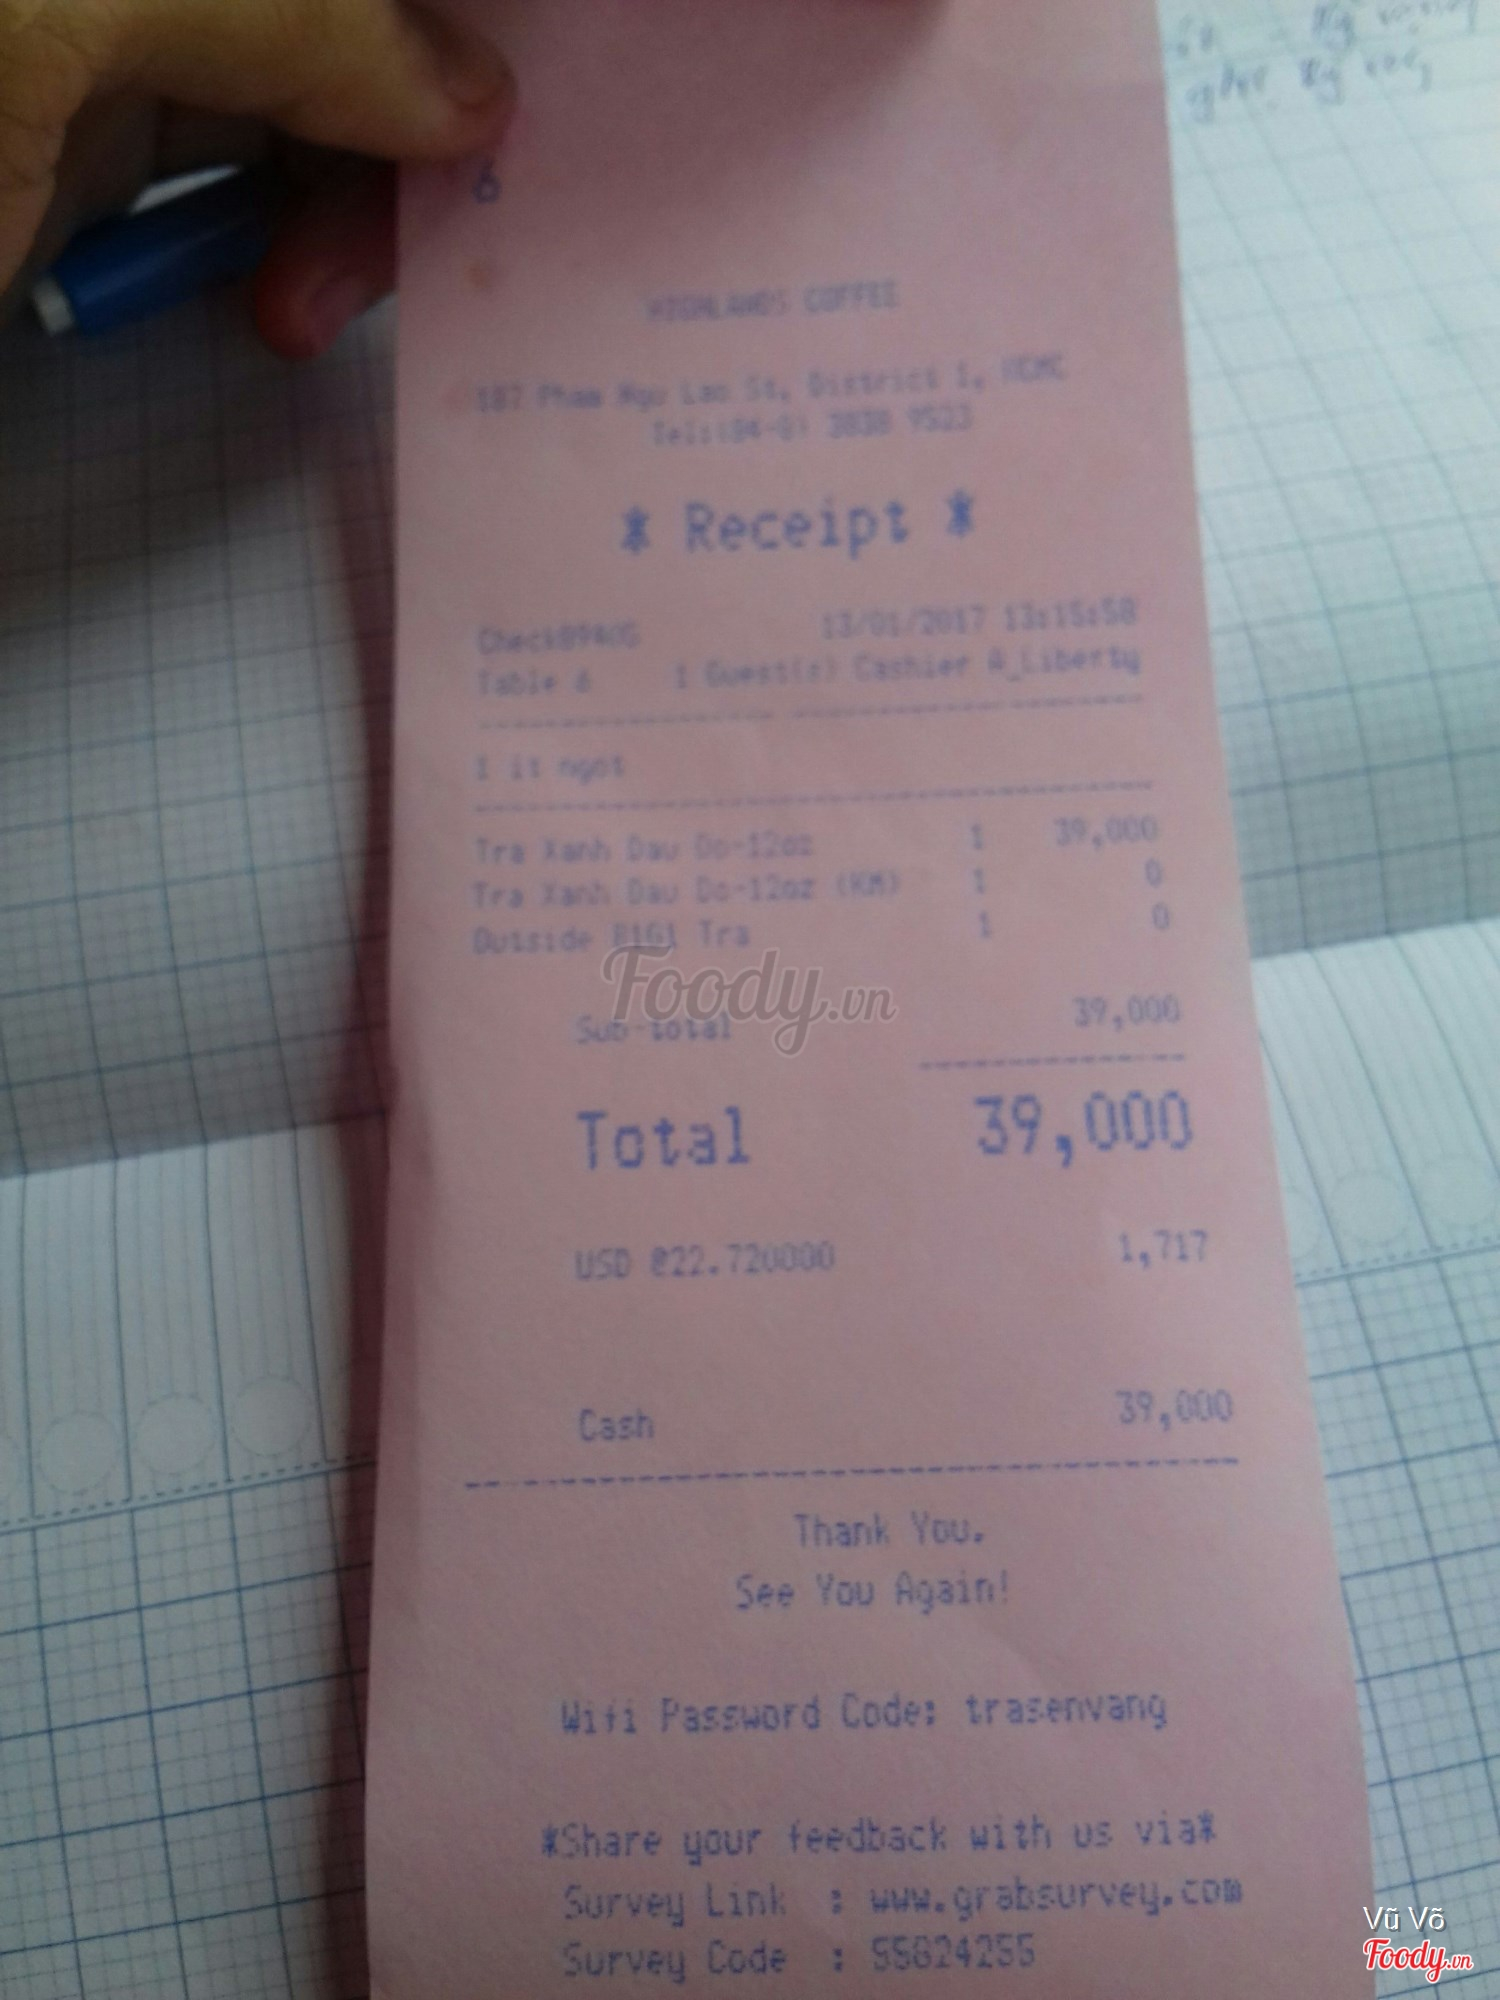 6
HIGHLANDS COFFEE
187 Pham Ngu Lao St, District 1, HCMC
Tel:(84-8) 3838 9523
* Receipt *
13/01/2017 13:15:58
Table 6 1 Guest(s) Cashier A_Liberty
1 it ngot
Tra Xanh Dau Do-12oz 1 39,000
Tra Xanh Dau Do-12oz (KM) 1 0
Outside B1G1 Tra 1 0
Foody.vn
Sub-total 39,000
Total 39,000
USD @22.720000 1,717
Cash 39,000
Thank You.
See You Again!
Wifi Password Code: trasenvang
*Share your feedback with us via*
Survey Link : www.grabsurvey.com
Survey Code : 55824255
Vũ Võ
Foody.vn